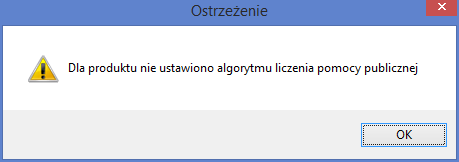 Ostrzeżenie
Dla produktu nie ustawiono algorytmu liczenia pomocy publicznej
OK